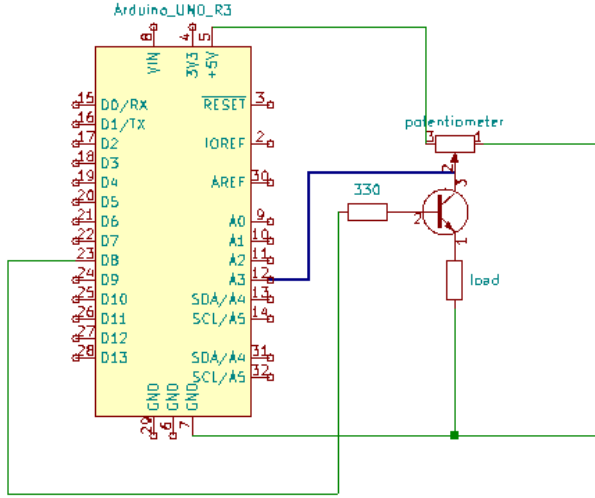 Arduino_UNO_R3
8 4 5
VIN 3V3 +5V
15 D0/RX RESET 3
16 D1/TX
17 D2 IOREF 2
18 D3
19 D4 AREF 30
20 D5
21 D6 A0 9
22 D7 A1 10
23 D8 A2 11
24 D9 A3 12
25 D10 SDA/A4 13
26 D11 SCL/A5 14
27 D12
28 D13 SDA/A4 31
SCL/A5 32
GND GND GND
29 6 7
potentiometer
3 1
2
330
3
2
1
load